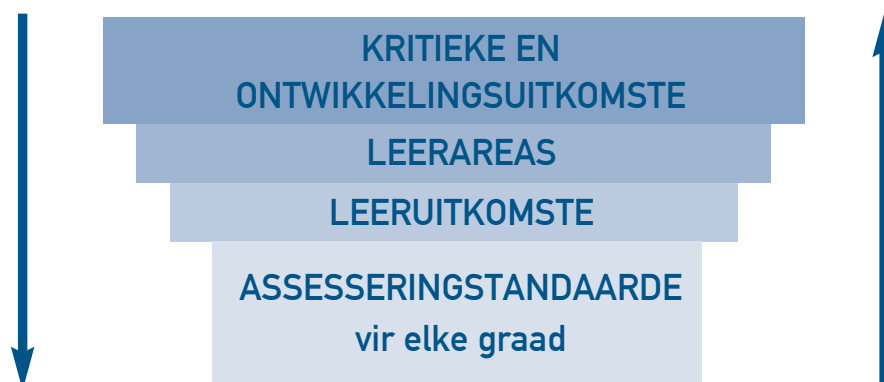 KRITIEKE EN
ONTWIKKELINGSUITKOMSTE
LEERAREAS
LEERUITKOMSTE
ASSESSERINGSTANDAARDE
vir elke graad